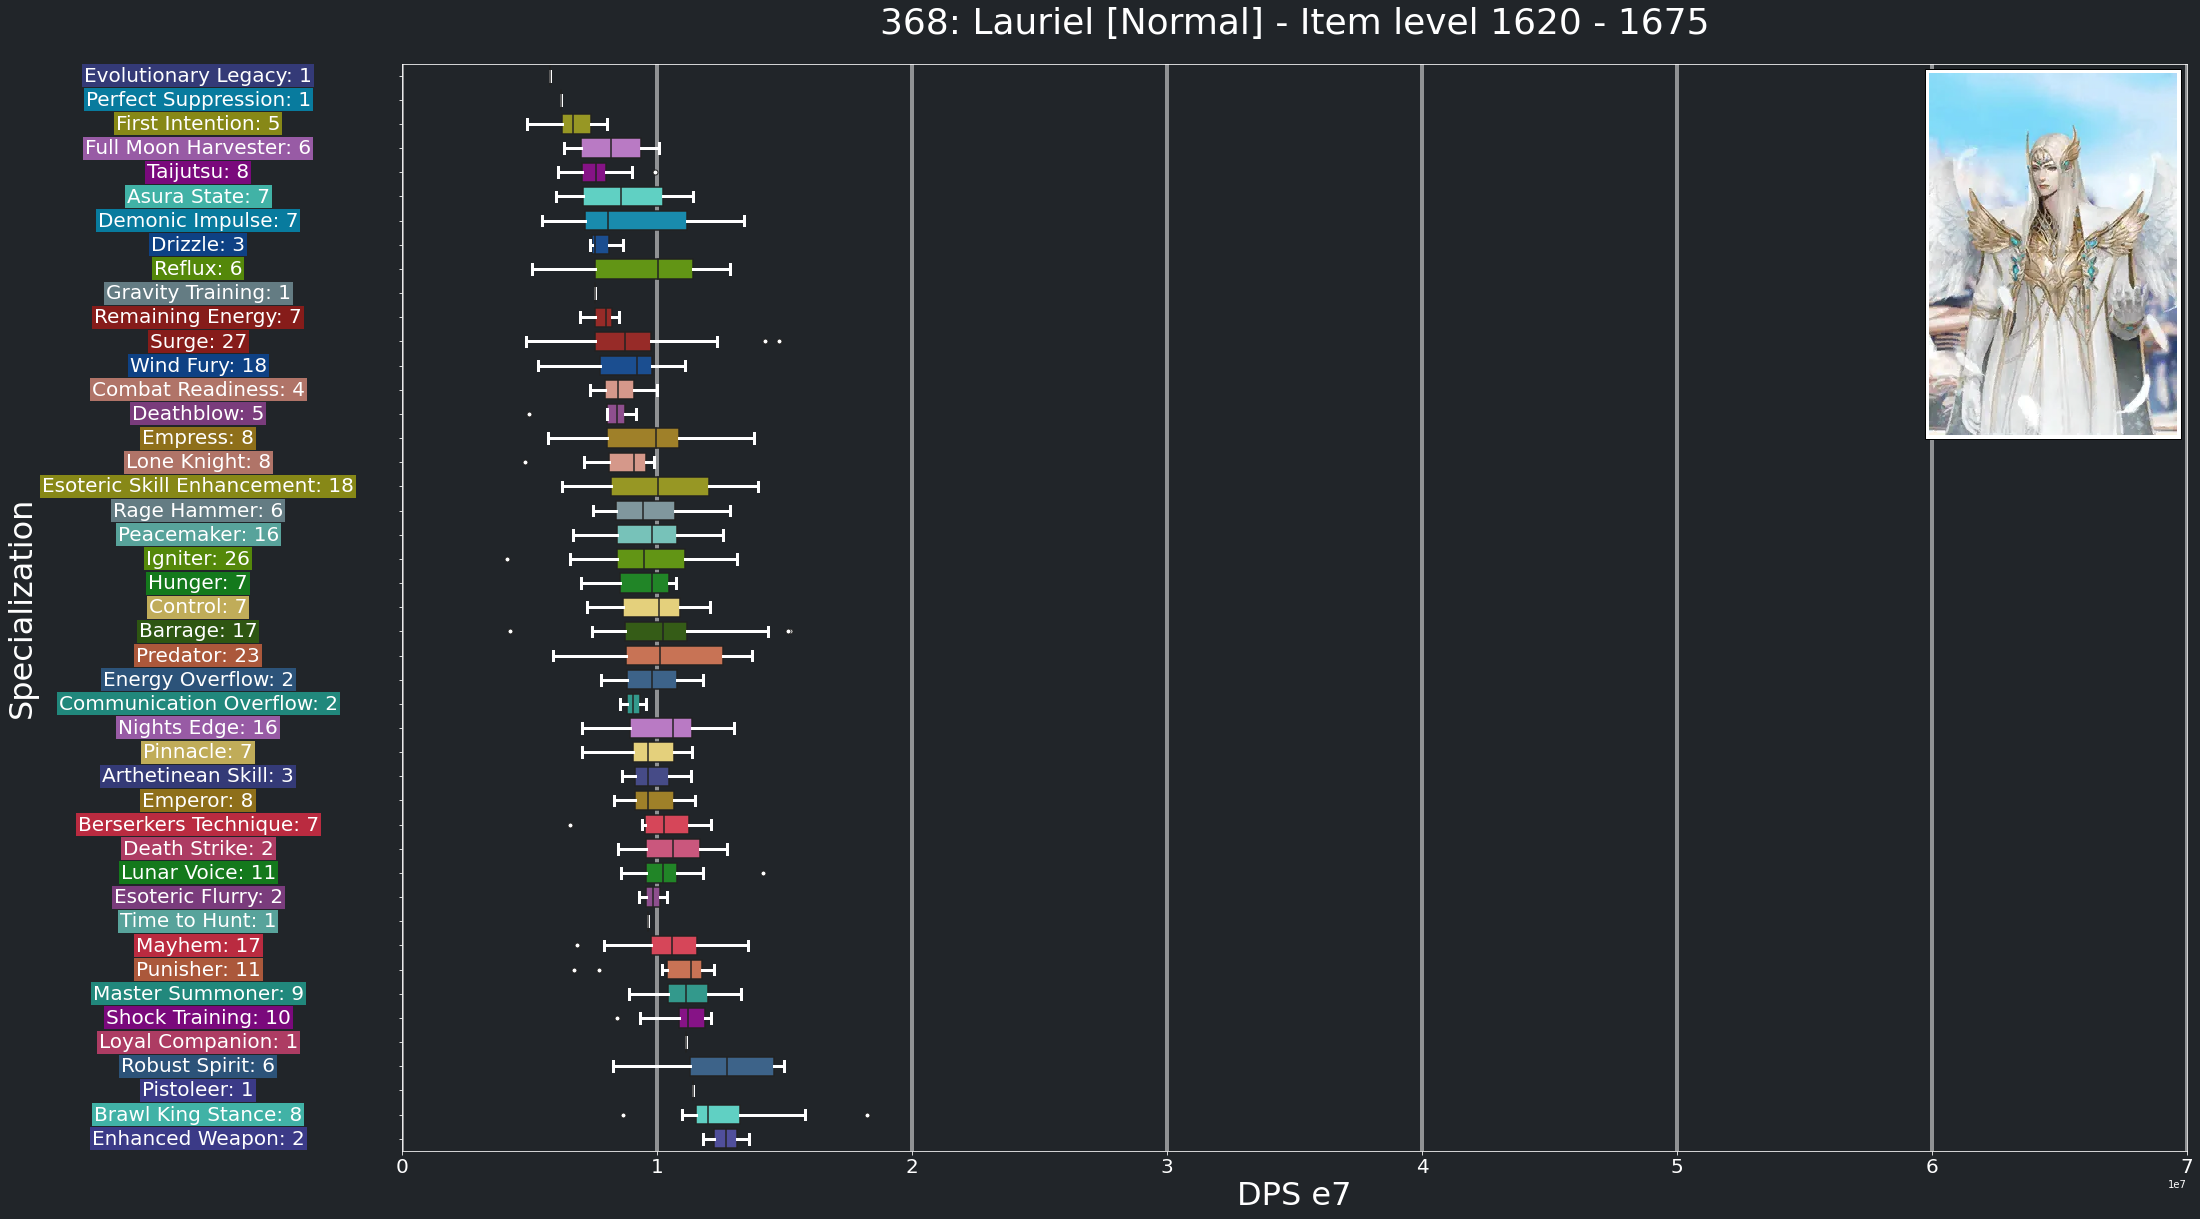 368: Lauriel [Normal] - Item level 1620 - 1675
Specialization
Evolutionary Legacy: 1
Perfect Suppression: 1
First Intention: 5
Full Moon Harvester: 6
Taijutsu: 8
Asura State: 7
Demonic Impulse: 7
Drizzle: 3
Reflux: 6
Gravity Training: 1
Remaining Energy: 7
Surge: 27
Wind Fury: 18
Combat Readiness: 4
Deathblow: 5
Empress: 8
Lone Knight: 8
Esoteric Skill Enhancement: 18
Rage Hammer: 6
Peacemaker: 16
Igniter: 26
Hunger: 7
Control: 7
Barrage: 17
Predator: 23
Energy Overflow: 2
Communication Overflow: 2
Nights Edge: 16
Pinnacle: 7
Arthetinean Skill: 3
Emperor: 8
Berserkers Technique: 7
Death Strike: 2
Lunar Voice: 11
Esoteric Flurry: 2
Time to Hunt: 1
Mayhem: 17
Punisher: 11
Master Summoner: 9
Shock Training: 10
Loyal Companion: 1
Robust Spirit: 6
Pistoleer: 1
Brawl King Stance: 8
Enhanced Weapon: 2
0 1 2 3 4 5 6 7
1e7
DPS e7